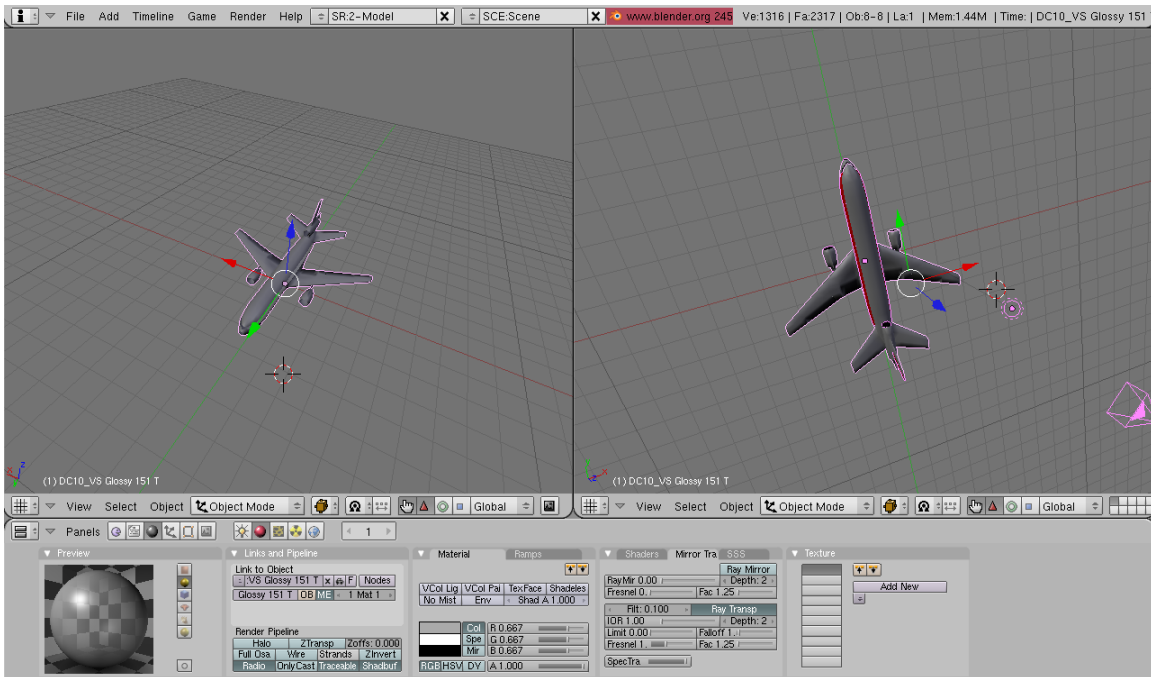 File Add Timeline Game Render Help SR:2-Model SCE:Scene www.blender.org 245 Ve:1316 | Fa:2317 | Ob:8-8 | La:1 | Mem:1.44M | Time: | DC10_VS Glossy 151
(1) DC10_VS Glossy 151 T
(1) DC10_VS Glossy 151 T
View Select Object Object Mode Global
View Select Object Object Mode Global
Panels 1
Preview
Links and Pipeline
Link to Object
:VS Glossy 151 T X F Nodes
Glossy 151 T OB ME 1 Mat 1
Render Pipeline
Halo ZTransp Zoffs: 0.000
Full Osa Wire Strands ZInvert
Radio OnlyCast Traceable Shadbuf
Material Ramps
VCol Lig VCol Pai TexFace Shadeles
No Mist Env Shad A 1.000
Col R 0.667
Spe G 0.667
Mir B 0.667
RGB HSV DY A 1.000
Shaders Mirror Tra SSS
Ray Mirror
RayMir 0.00 Depth: 2
Fresnel 0. Fac 1.25
Filt: 0.100 Ray Transp
IOR 1.00 Depth: 2
Limit 0.00 Falloff 1.
Fresnel 1. Fac 1.25
SpecTra.
Texture
Add New